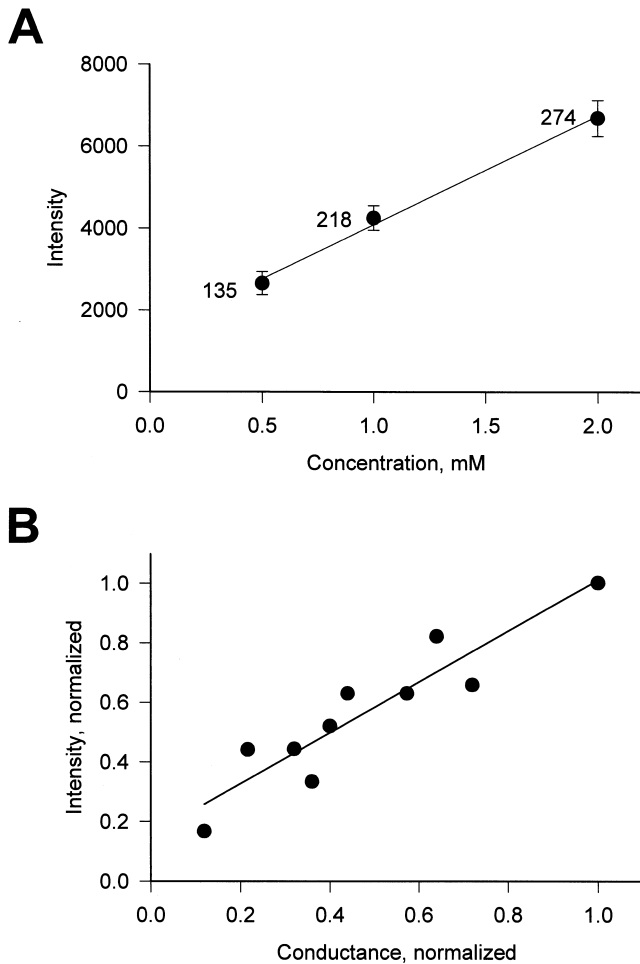 A
8000
6000
4000
2000
0
Intensity
274
218
135
0.0 0.5 1.0 1.5 2.0
Concentration, mM
B
1.0
0.8
0.6
0.4
0.2
0.0
Intensity, normalized
0.0 0.2 0.4 0.6 0.8 1.0
Conductance, normalized